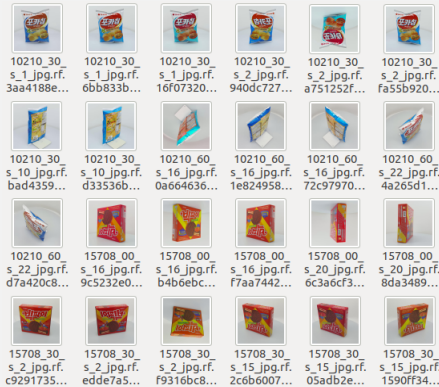 10210_30_ 10210_30_ 10210_30_ 10210_30_ 10210_30_ 10210_30_
s_1_jpg.rf. s_1_jpg.rf. s_1_jpg.rf. s_2_jpg.rf. s_2_jpg.rf. s_2_jpg.rf.
3aa4188e... 6bb833b... 16f07320... 940dc727... a751252f... fa55b920...
10210_30_ 10210_30_ 10210_60_ 10210_60_ 10210_60_ 10210_60_
s_10_jpg.rf. s_10_jpg.rf. s_16_jpg.rf. s_16_jpg.rf. s_16_jpg.rf. s_22_jpg.rf.
bad4359... d33536b... 0a664636... 1e824958... 72c97970... 4a265d1...
10210_60_ 15708_00_ 15708_00_ 15708_00_ 15708_00_ 15708_00_
s_22_jpg.rf. s_16_jpg.rf. s_16_jpg.rf. s_16_jpg.rf. s_20_jpg.rf. s_20_jpg.rf.
d7a420c8... 9c5232e0... b4b6ebc... f7aa7442... 6c3a6cf3... 8da3489...
15708_30_ 15708_30_ 15708_30_ 15708_30_ 15708_30_ 15708_30_
s_2_jpg.rf. s_2_jpg.rf. s_2_jpg.rf. s_15_jpg.rf. s_15_jpg.rf. s_15_jpg.rf.
c9291735... edde7a5... f9316bc8... 2c6b6007... 05adb2e... 1590ff34...